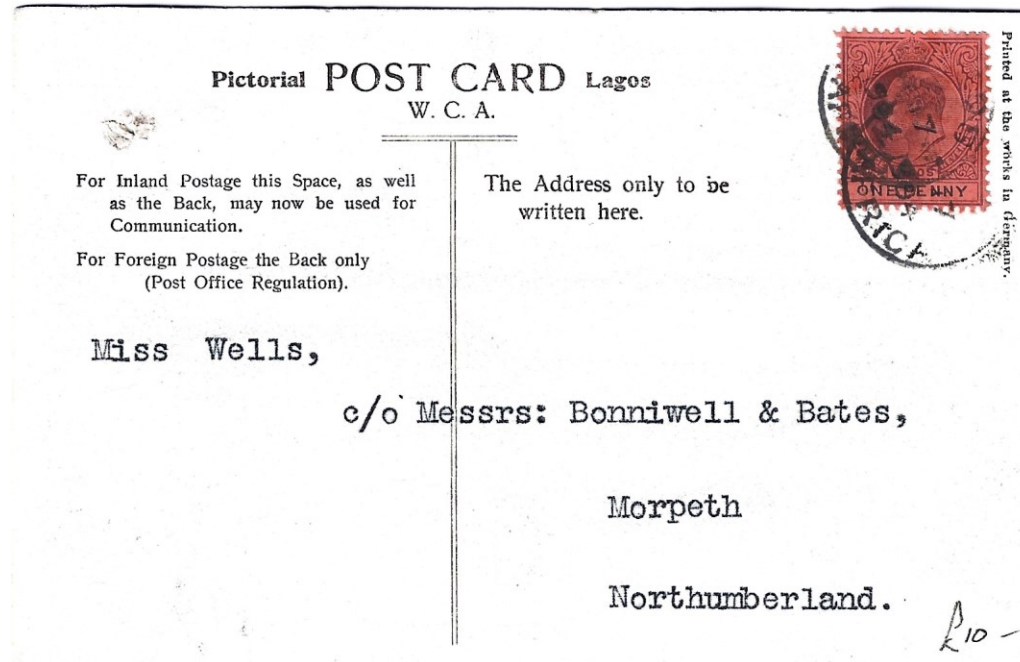 Pictorial POST CARD Lagos
W. C. A.
For Inland Postage this Space, as well
as the Back, may now be used for
Communication.
For Foreign Postage the Back only
(Post Office Regulation).
The Address only to be
written here.
ONE PENNY
Printed at the works in Germany.
Miss Wells,
c/o Messrs: Bonniwell & Bates,
Morpeth
Northumberland.
£10 -